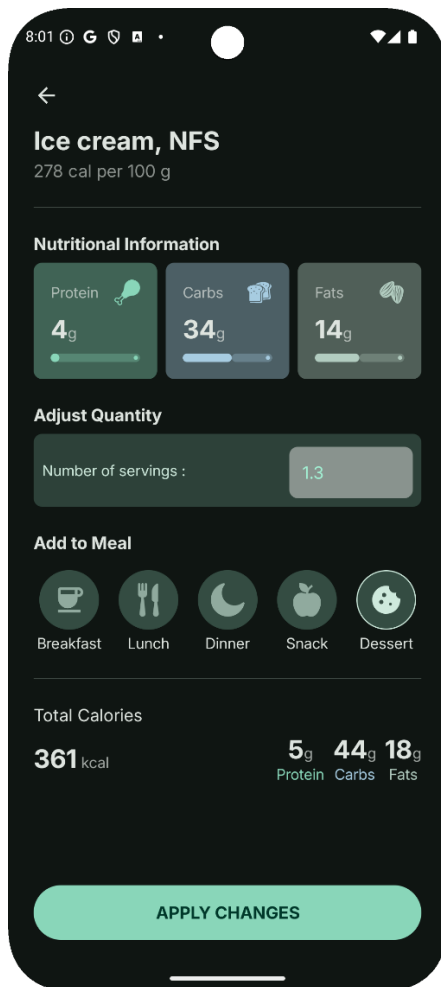 8:01
Ice cream, NFS
278 cal per 100 g
Nutritional Information
Protein
4g
Carbs
34g
Fats
14g
Adjust Quantity
Number of servings :
1.3
Add to Meal
Breakfast
Lunch
Dinner
Snack
Dessert
Total Calories
361 kcal
5g
Protein
44g
Carbs
18g
Fats
APPLY CHANGES